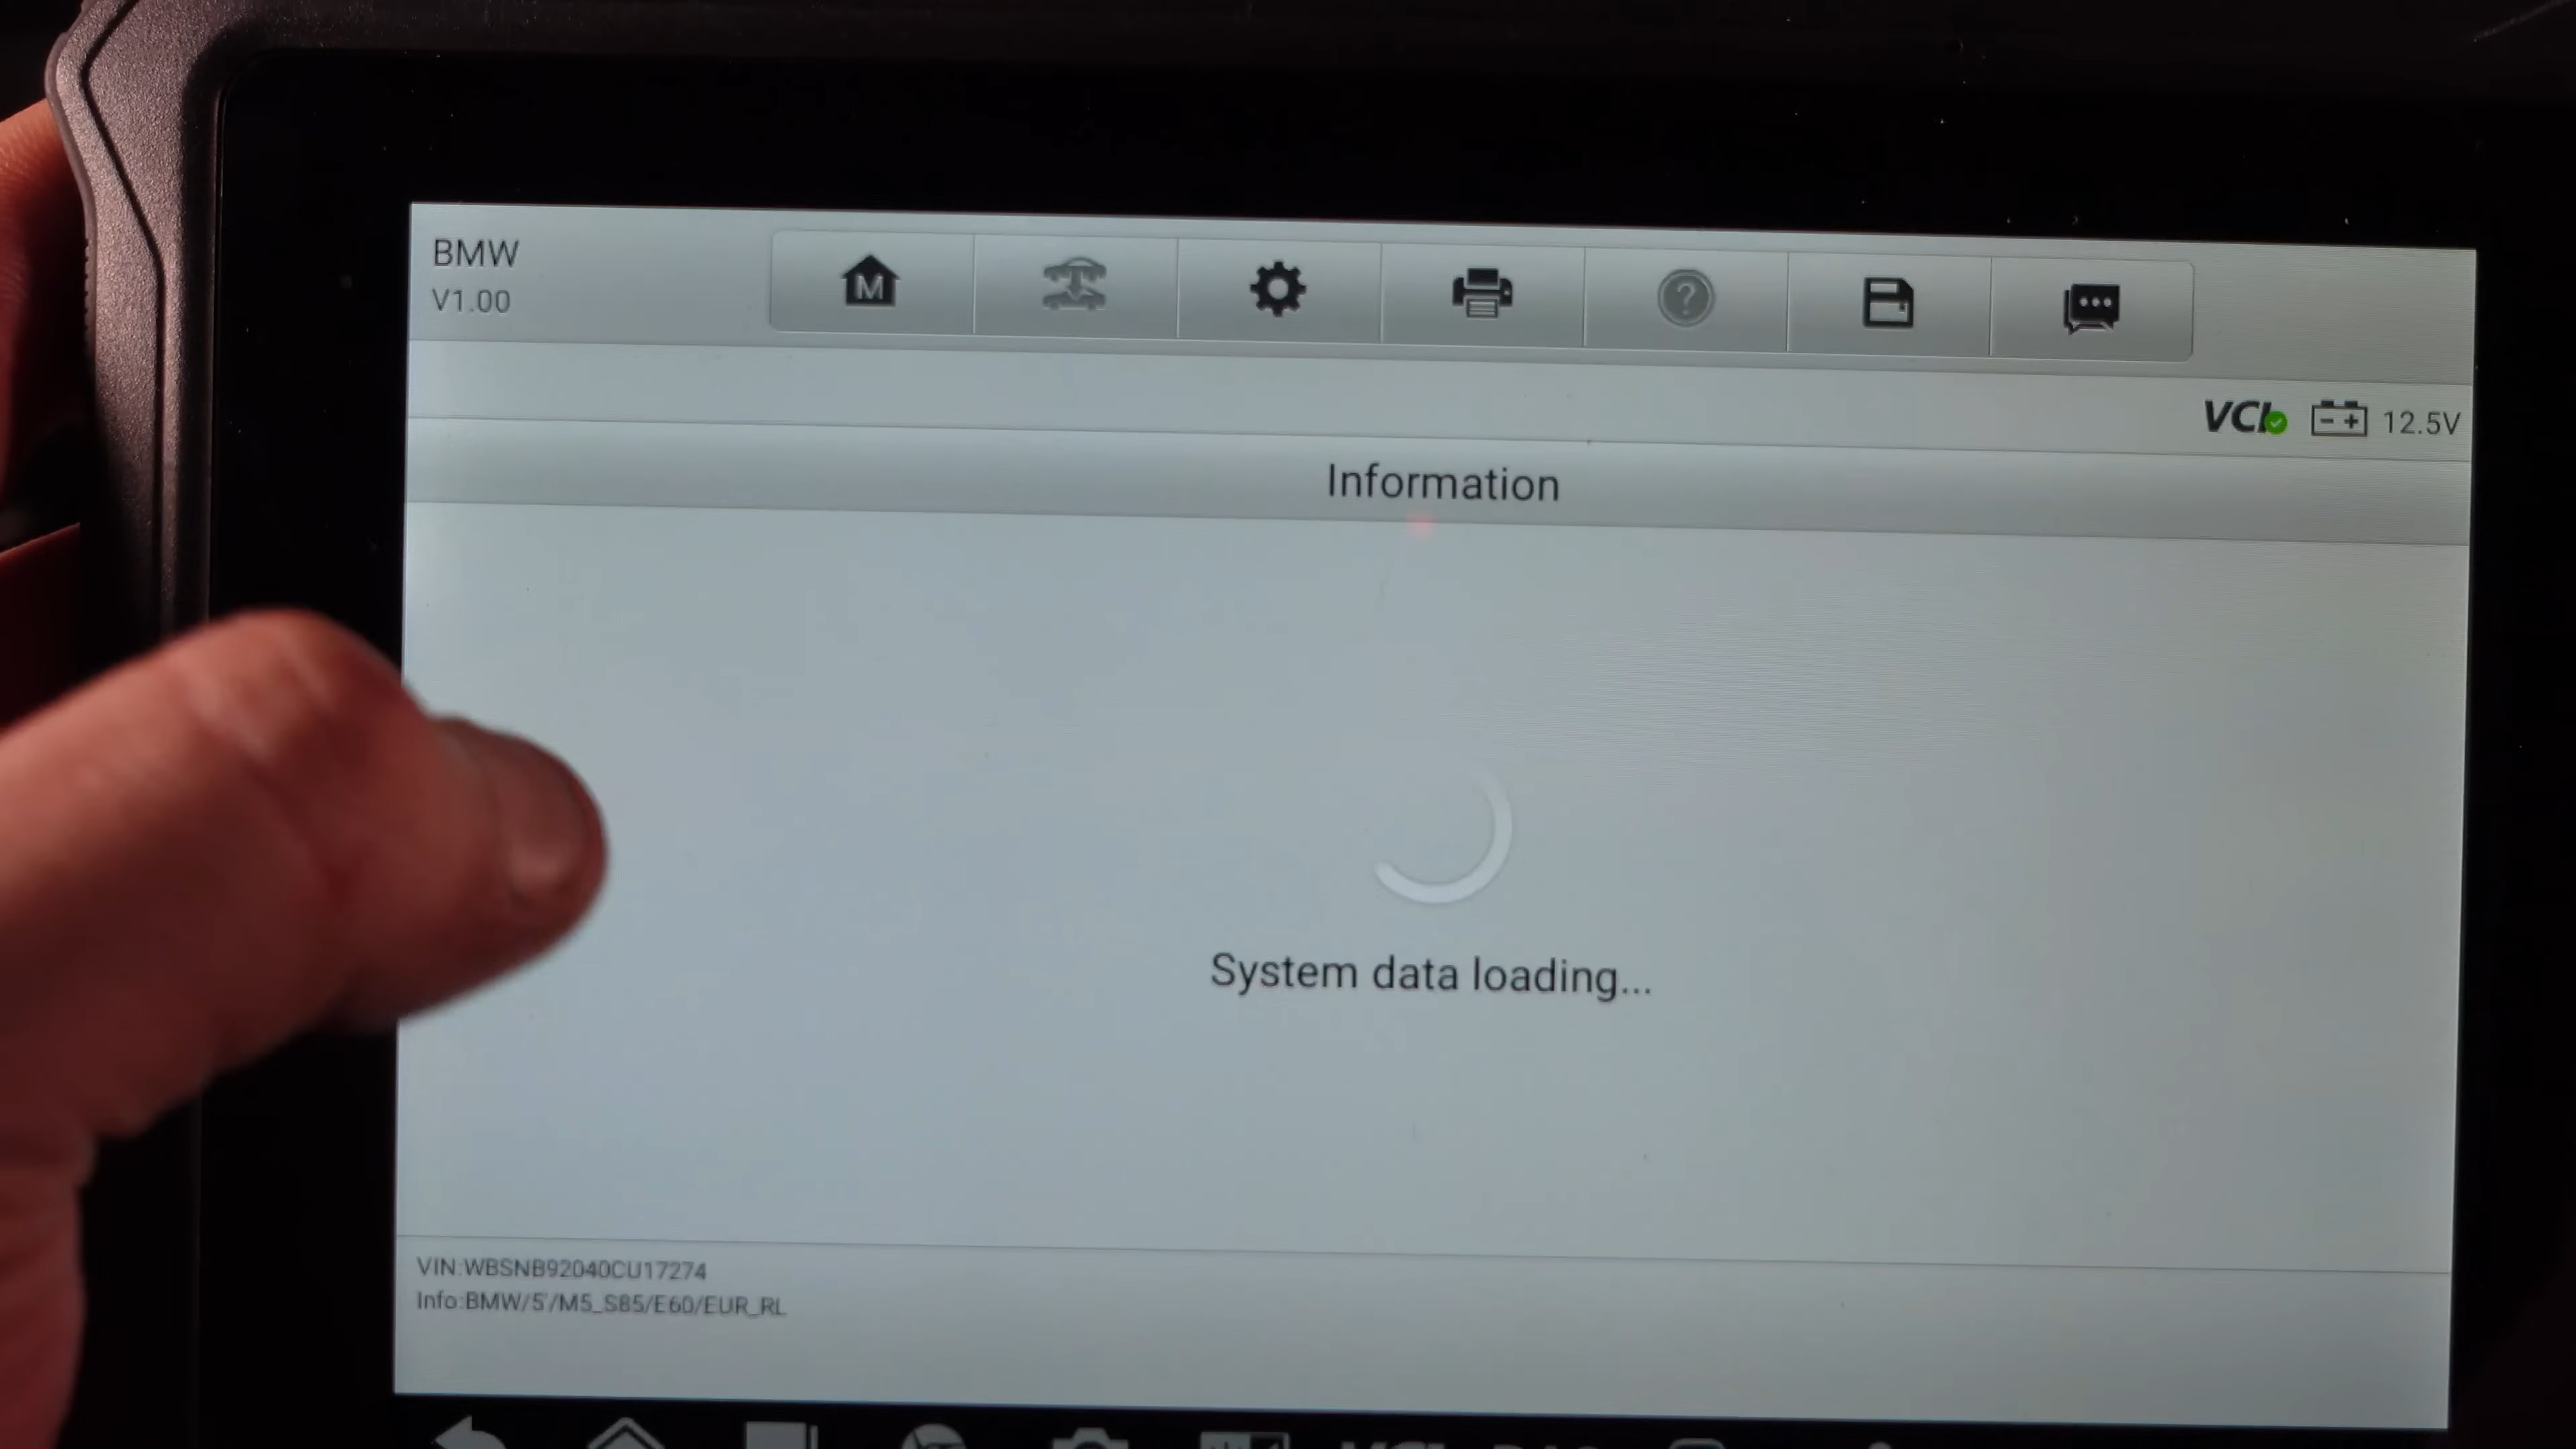 BMW
V1.00
M
?
VCI
12.5V
Information
System data loading...
VIN:WBSNB92040CU17274
Info:BMW/5'/M5_S85/E60/EUR_RL